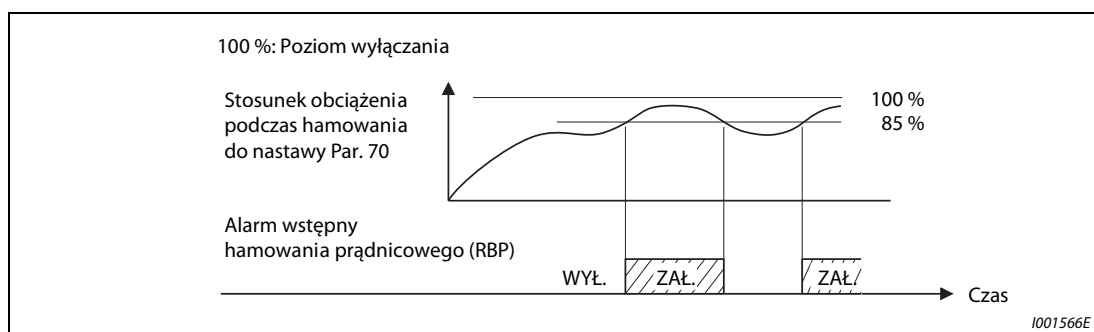 100 %: Poziom wyłączania
Stosunek obciążenia
podczas hamowania
do nastawy Par. 70
100 %
85 %
Alarm wstępny
hamowania prądnicowego (RBP)
WYŁ.
ZAŁ.
ZAŁ.
Czas
I001566E